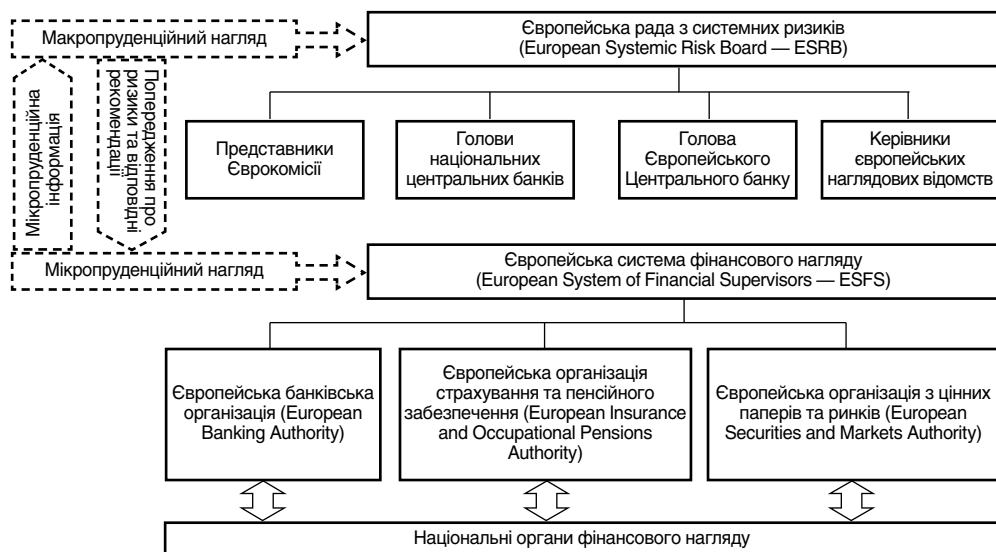 Макропруденційний нагляд
Європейська рада з системних ризиків
(European Systemic Risk Board — ESRB)
Мікропруденційна
інформація
Попередження про
ризики та відповідні
рекомендації
Представники
Єврокомісії
Голови
національних
центральних банків
Голова
Європейського
Центрального банку
Керівники
європейських
наглядових відомств
Мікропруденційний нагляд
Європейська система фінансового нагляду
(European System of Financial Supervisors — ESFS)
Європейська банківська
організація (European
Banking Authority)
Європейська організація
страхування та пенсійного
забезпечення (European Insurance
and Occupational Pensions
Authority)
Європейська організація з цінних
паперів та ринків (European
Securities and Markets Authority)
Національні органи фінансового нагляду